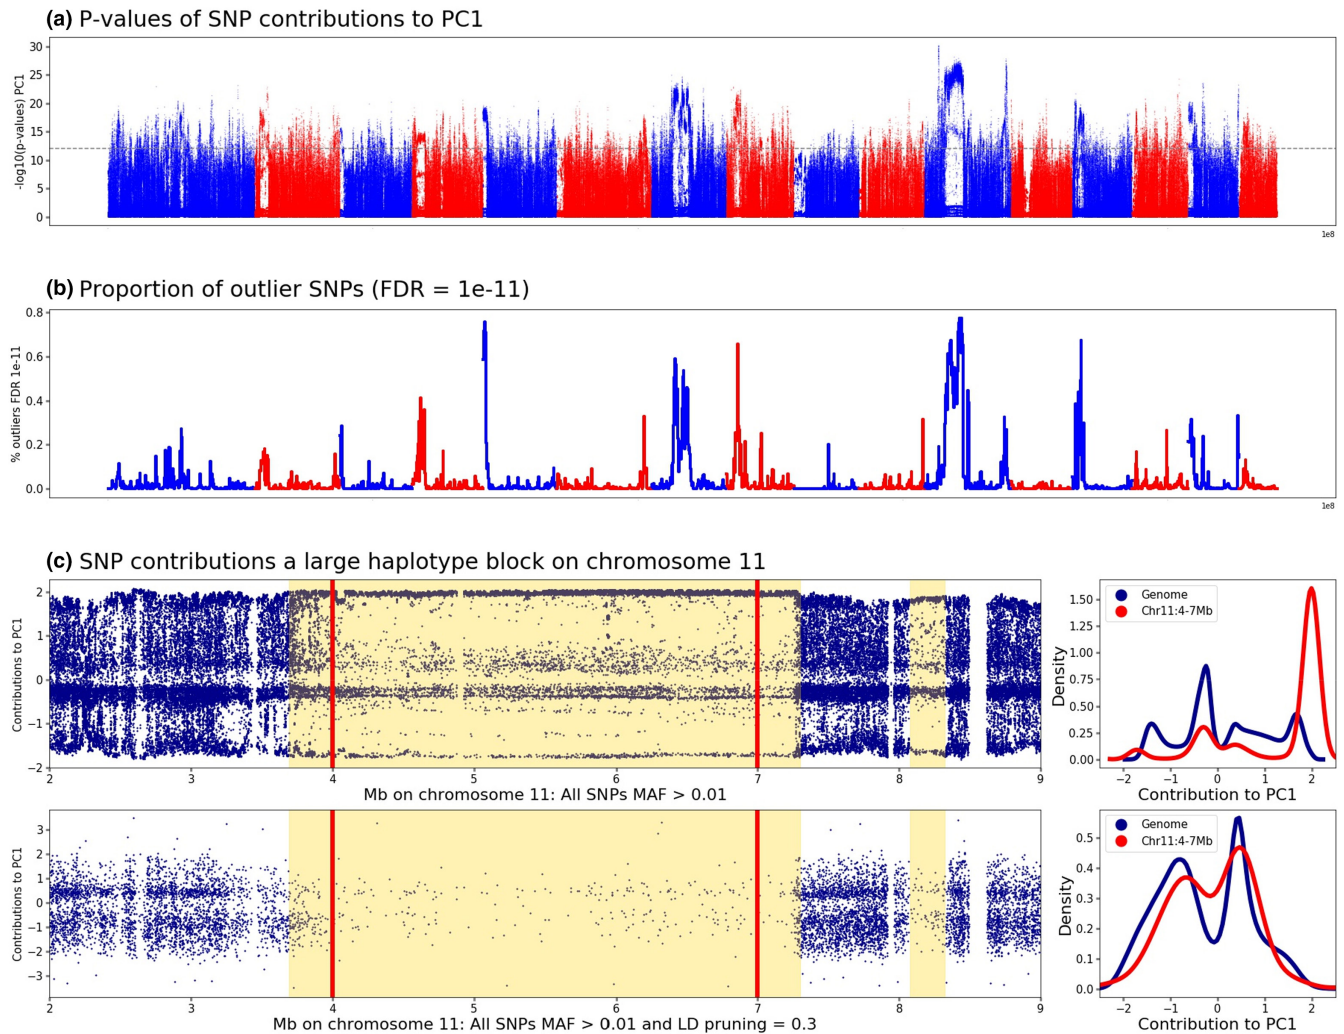 (a) P-values of SNP contributions to PC1
-log10(p-values) PC1
30
25
20
15
10
5
0
1e8
(b) Proportion of outlier SNPs (FDR = 1e-11)
% outliers FDR 1e-11
0.8
0.6
0.4
0.2
0.0
1e8
(c) SNP contributions a large haplotype block on chromosome 11
Contributions to PC1
2
1
0
−1
−2
2 3 4 5 6 7 8 9
Mb on chromosome 11: All SNPs MAF > 0.01
Density
1.50
1.25
1.00
0.75
0.50
0.25
0.00
Genome
Chr11:4-7Mb
−2 −1 0 1 2
Contribution to PC1
Contributions to PC1
3
2
1
0
−1
−2
−3
2 3 4 5 6 7 8 9
Mb on chromosome 11: All SNPs MAF > 0.01 and LD pruning = 0.3
Density
0.5
0.4
0.3
0.2
0.1
0.0
Genome
Chr11:4-7Mb
−2 −1 0 1 2
Contribution to PC1